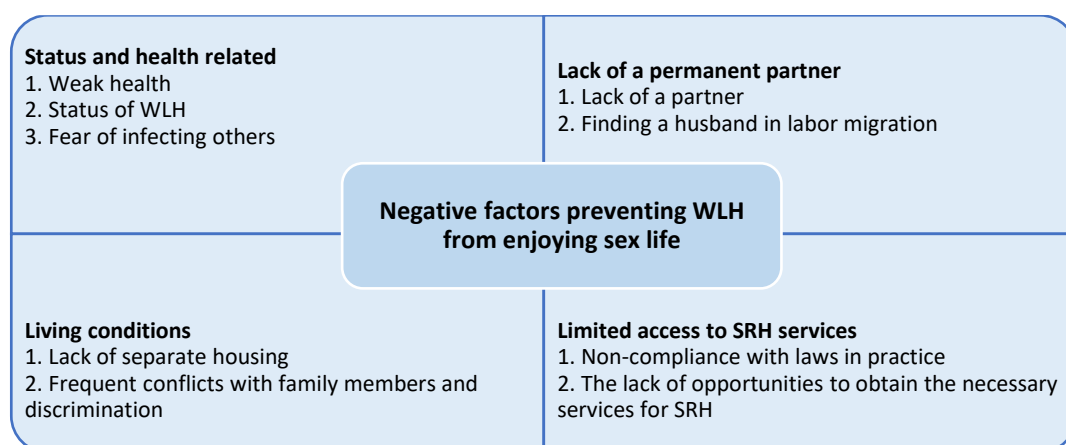 Status and health related
1. Weak health
2. Status of WLH
3. Fear of infecting others
Lack of a permanent partner
1. Lack of a partner
2. Finding a husband in labor migration
Negative factors preventing WLH
from enjoying sex life
Living conditions
1. Lack of separate housing
2. Frequent conflicts with family members and
discrimination
Limited access to SRH services
1. Non-compliance with laws in practice
2. The lack of opportunities to obtain the necessary
services for SRH